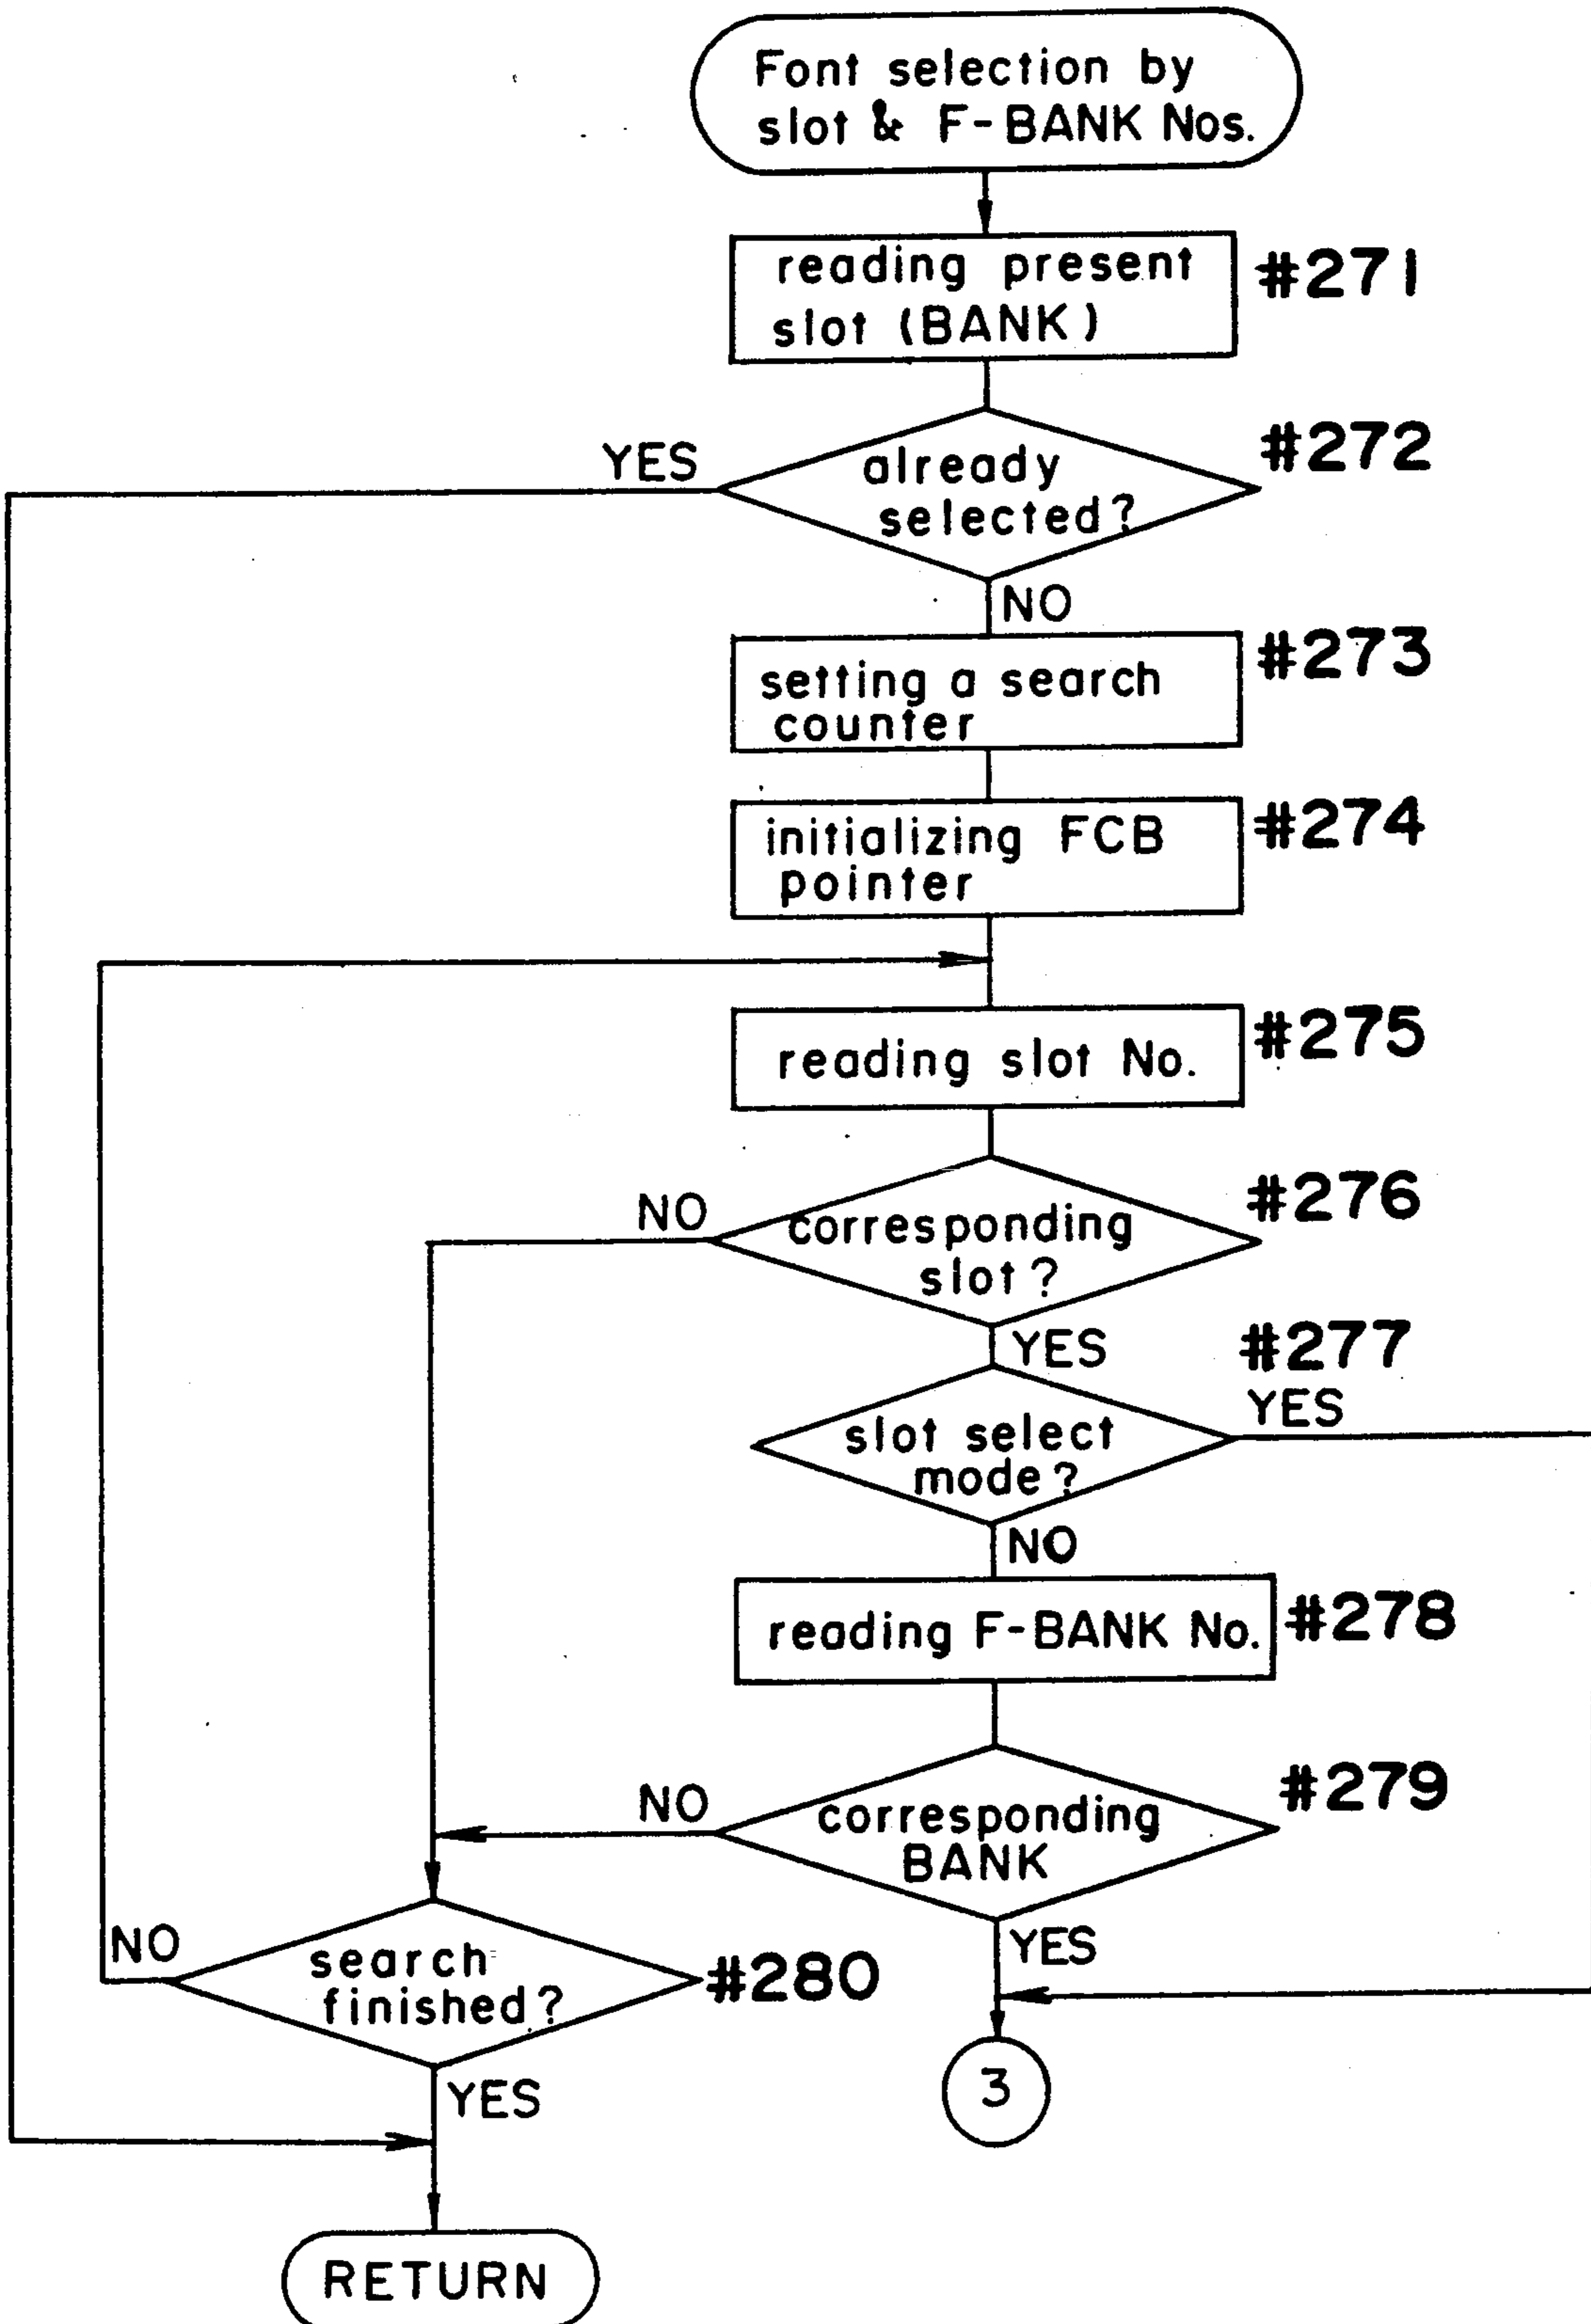 Font selection by
slot & F-BANK Nos.
reading present
slot (BANK)
#271
YES
already
selected?
#272
NO
setting a search
counter
#273
initializing FCB
pointer
#274
reading slot No.
#275
NO
corresponding
slot?
#276
YES
#277
YES
slot select
mode?
NO
reading F-BANK No.
#278
NO
corresponding
BANK
#279
NO
search
finished?
#280
YES
YES
3
RETURN